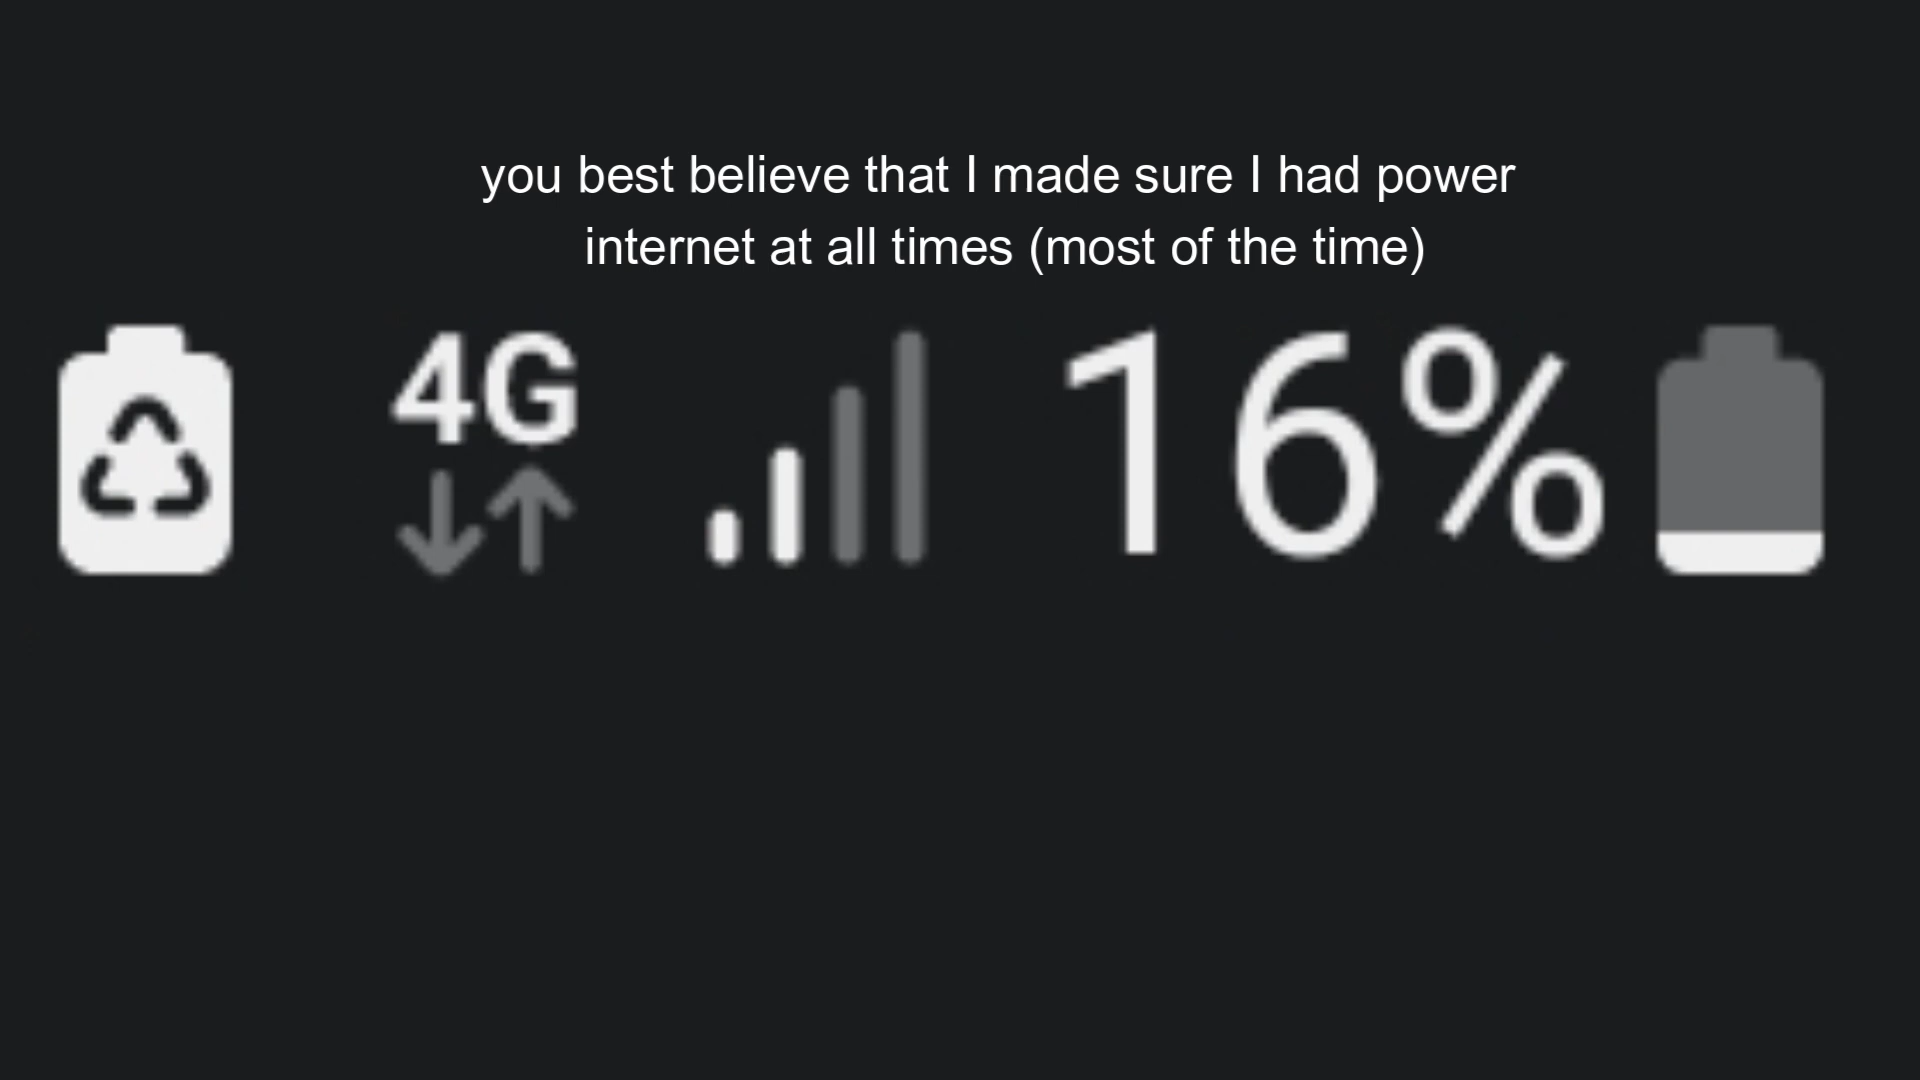 you best believe that I made sure I had power
internet at all times (most of the time)
4G
16%